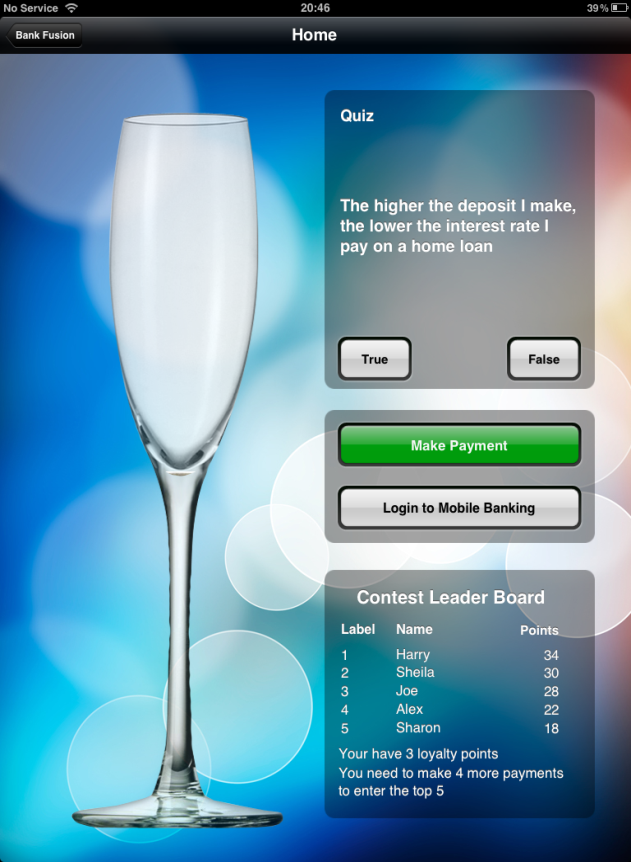 No Service 20:46 39%
Bank Fusion Home
Quiz
The higher the deposit I make,
the lower the interest rate I
pay on a home loan
True False
Make Payment
Login to Mobile Banking
Contest Leader Board
Label Name Points
1 Harry 34
2 Sheila 30
3 Joe 28
4 Alex 22
5 Sharon 18
Your have 3 loyalty points
You need to make 4 more payments
to enter the top 5